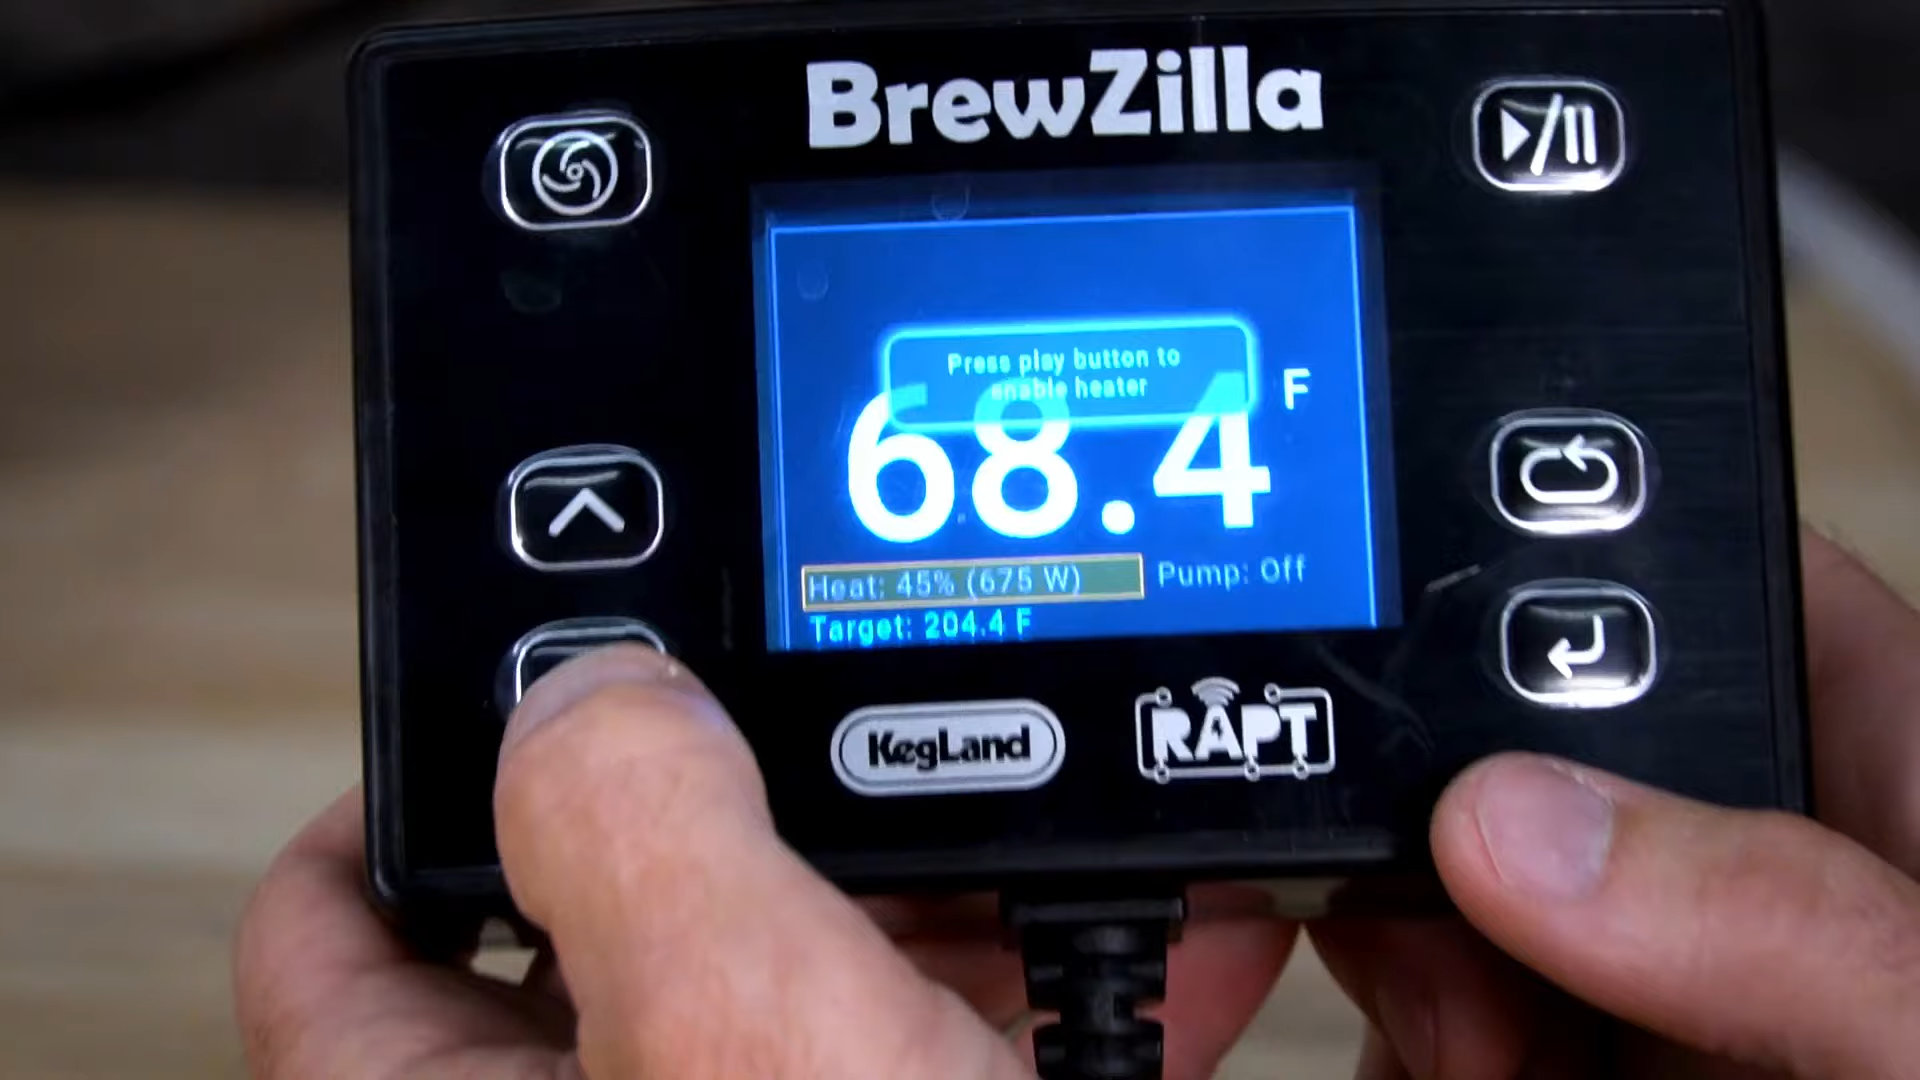 BrewZilla
Press play button to
enable heater
68.4 F
Heat: 45% (675 W) Pump: Off
Target: 204.4 F
KegLand
RAPT